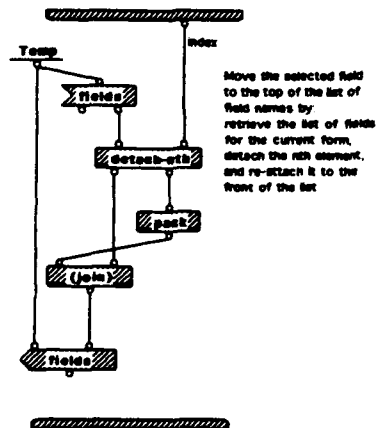 index
Temp
fields
Move the selected field
to the top of the list of
field names by:
retrieve the list of fields
for the current form,
detach the nth element,
and re-attach it to the
front of the list
detach-nth
pack
(join)
fields